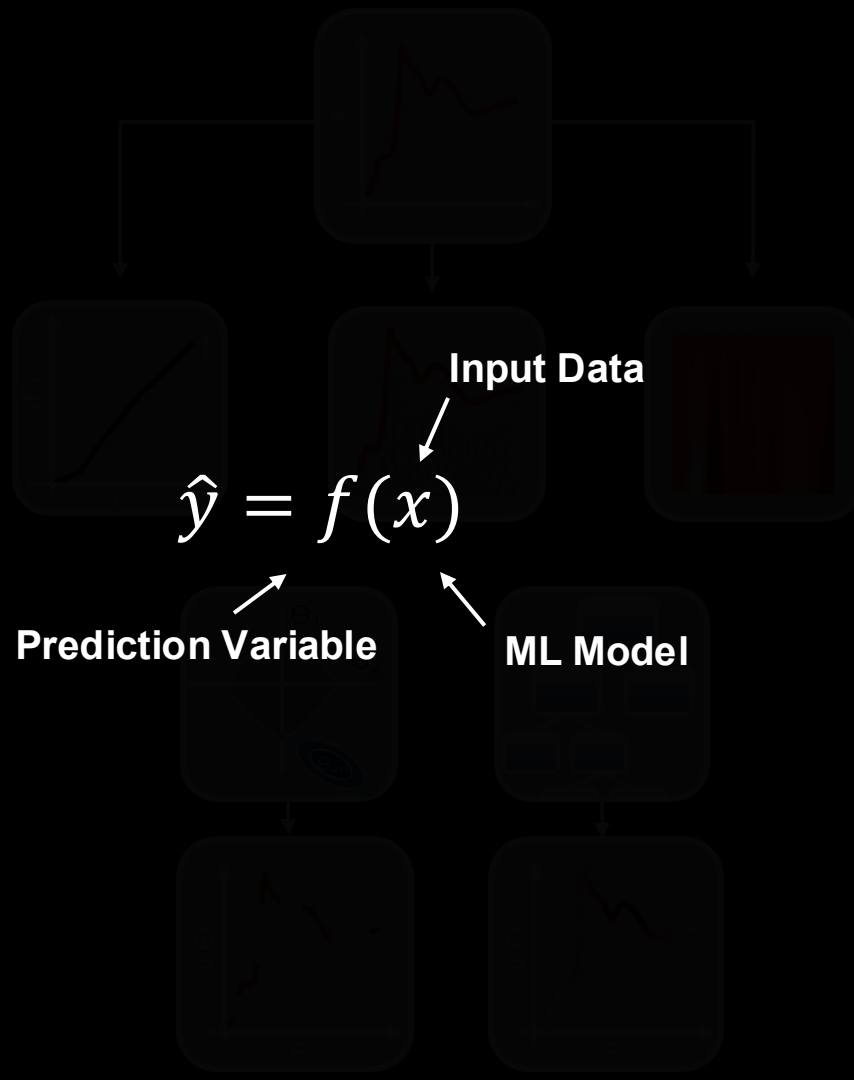 Input Data
ŷ = f(x)
Prediction Variable
ML Model